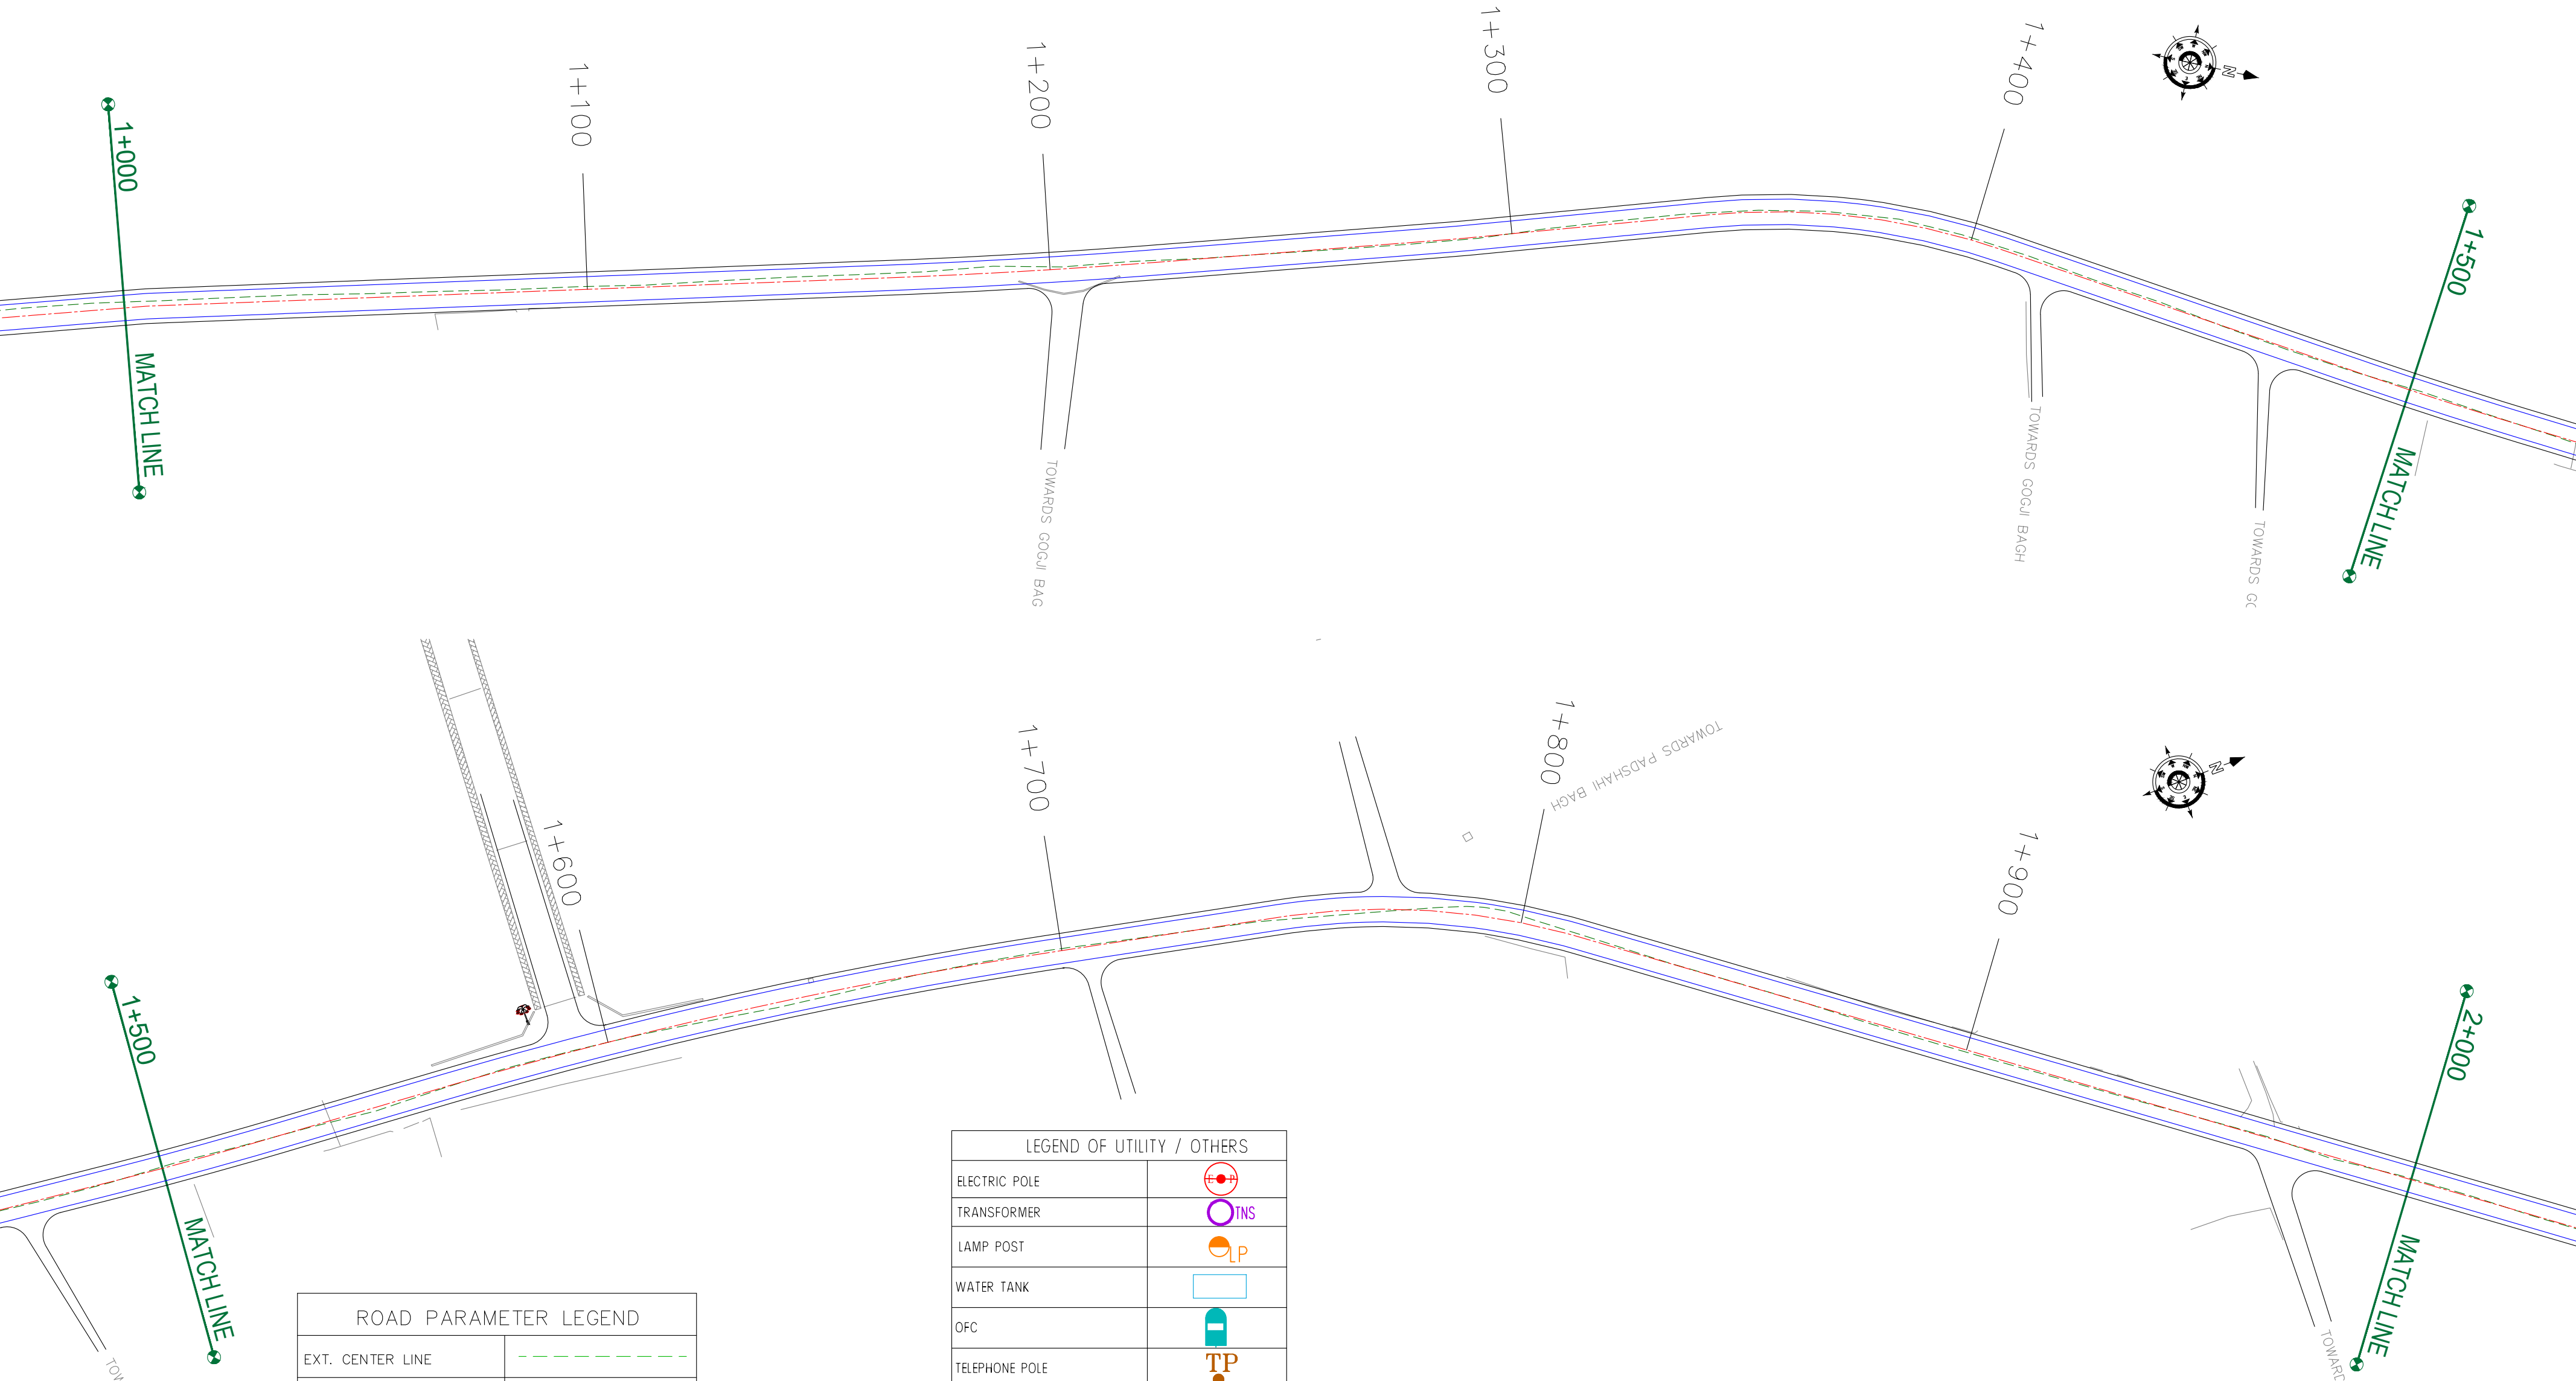 1+000
MATCH LINE
1+100
1+200
1+300
1+400
N
1+500
MATCH LINE
TOWARDS GOGJI BAG
TOWARDS GOGJI BAGH
TOWARDS GO
1+500
MATCH LINE
1+600
1+700
1+800
TOWARDS PADSHAHI BAGH
1+900
N
2+000
MATCH LINE
TOW
TOWARD
LEGEND OF UTILITY / OTHERS
ELECTRIC POLE E P
TRANSFORMER TNS
LAMP POST LP
WATER TANK
OFC
TELEPHONE POLE TP
ROAD PARAMETER LEGEND
EXT. CENTER LINE